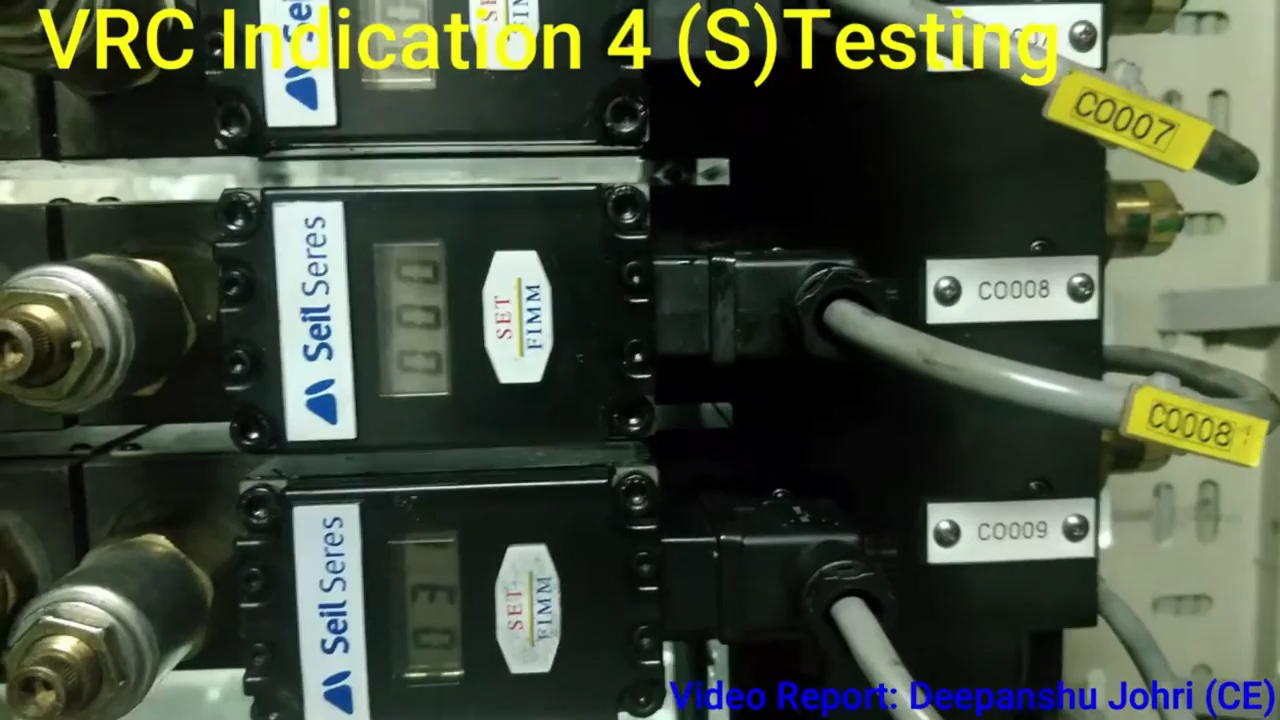 VRC Indication 4 (S)Testing
CO007
Seil Seres
000
SET
FIMM
CO008
CO008
Seil Seres
SET
FIMM
CO009
Video Report: Deepanshu Johri (CE)